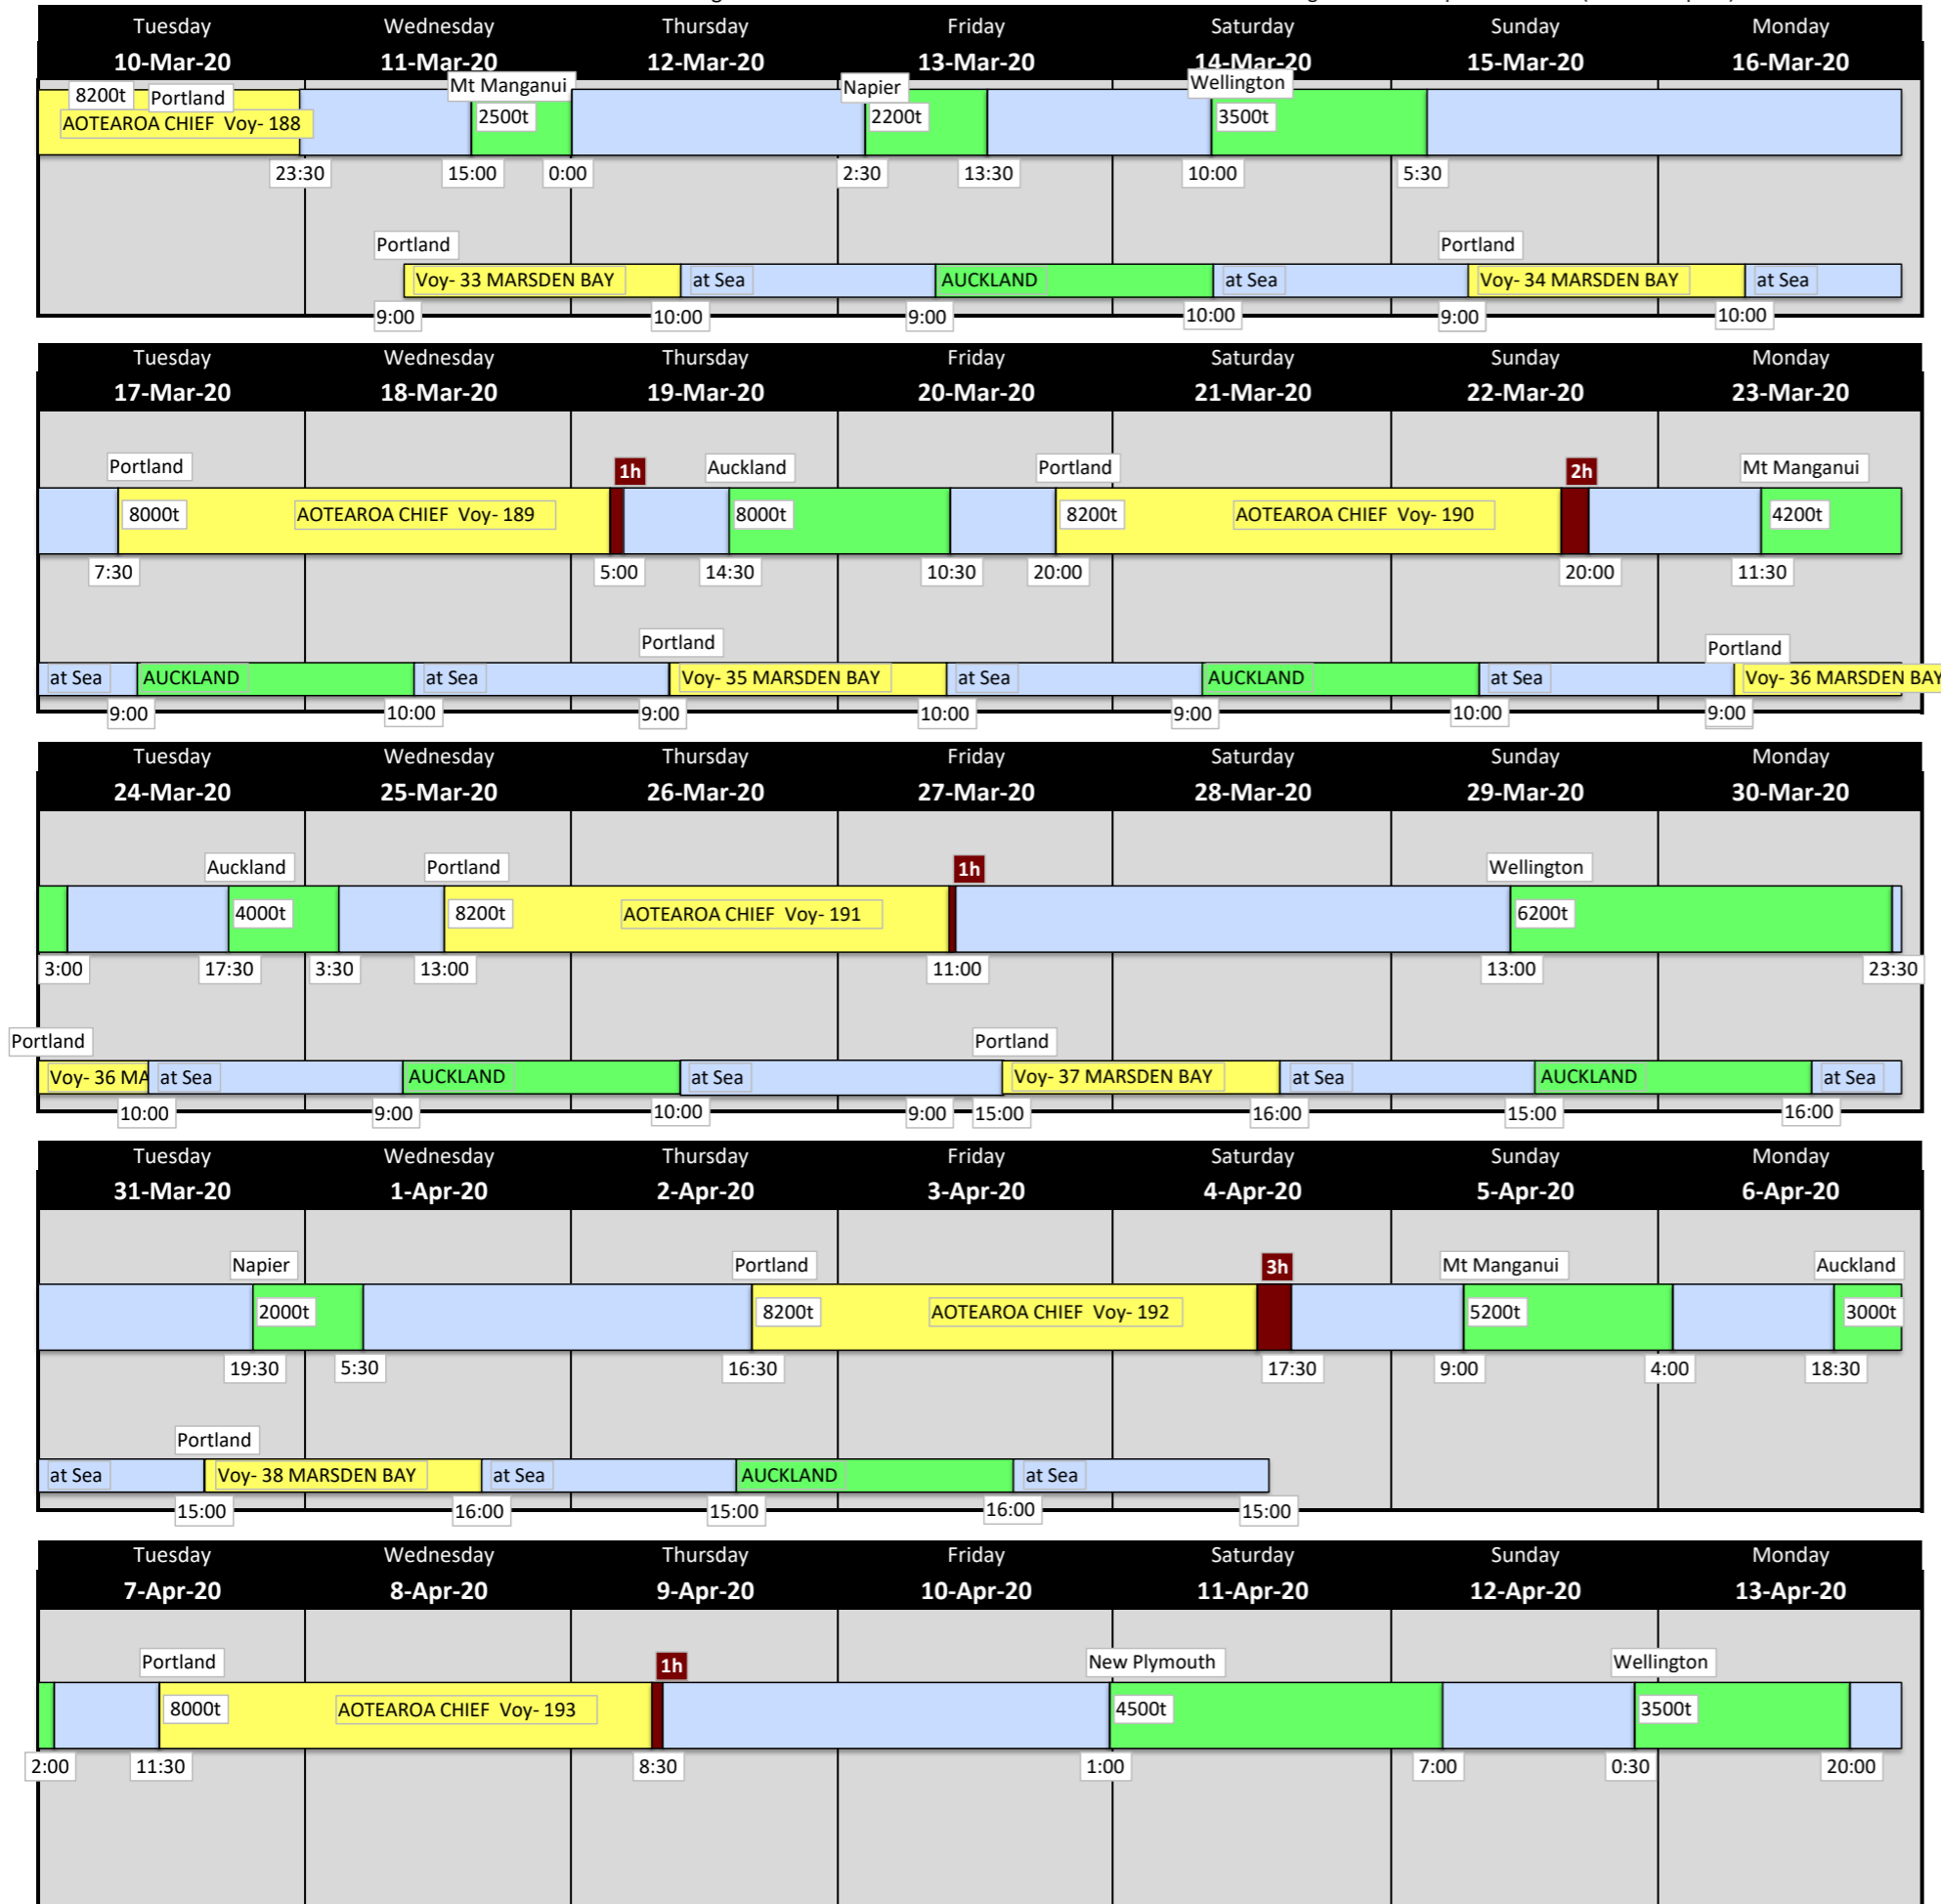 Tuesday Wednesday Thursday Friday Saturday Sunday Monday
10-Mar-20 11-Mar-20 12-Mar-20 13-Mar-20 14-Mar-20 15-Mar-20 16-Mar-20
8200t Portland Mt Manganui Napier Wellington
AOTEAROA CHIEF Voy- 188 2500t 2200t 3500t
23:30 15:00 0:00 2:30 13:30 10:00 5:30
Portland Portland
Voy- 33 MARSDEN BAY at Sea AUCKLAND at Sea Voy- 34 MARSDEN BAY at Sea
9:00 10:00 9:00 10:00 9:00 10:00
Tuesday Wednesday Thursday Friday Saturday Sunday Monday
17-Mar-20 18-Mar-20 19-Mar-20 20-Mar-20 21-Mar-20 22-Mar-20 23-Mar-20
Portland 1h Auckland Portland 2h Mt Manganui
8000t AOTEAROA CHIEF Voy- 189 8000t 8200t AOTEAROA CHIEF Voy- 190 4200t
7:30 5:00 14:30 10:30 20:00 20:00 11:30
Portland Portland
at Sea AUCKLAND at Sea Voy- 35 MARSDEN BAY at Sea AUCKLAND at Sea Voy- 36 MARSDEN BAY
9:00 10:00 9:00 10:00 9:00 10:00 9:00
Tuesday Wednesday Thursday Friday Saturday Sunday Monday
24-Mar-20 25-Mar-20 26-Mar-20 27-Mar-20 28-Mar-20 29-Mar-20 30-Mar-20
Auckland Portland 1h Wellington
4000t 8200t AOTEAROA CHIEF Voy- 191 6200t
3:00 17:30 3:30 13:00 11:00 13:00 23:30
Portland Portland
Voy- 36 MA at Sea AUCKLAND at Sea Voy- 37 MARSDEN BAY at Sea AUCKLAND at Sea
10:00 9:00 10:00 9:00 15:00 16:00 15:00 16:00
Tuesday Wednesday Thursday Friday Saturday Sunday Monday
31-Mar-20 1-Apr-20 2-Apr-20 3-Apr-20 4-Apr-20 5-Apr-20 6-Apr-20
Napier Portland 3h Mt Manganui Auckland
2000t 8200t AOTEAROA CHIEF Voy- 192 5200t 3000t
19:30 5:30 16:30 17:30 9:00 4:00 18:30
Portland
at Sea Voy- 38 MARSDEN BAY at Sea AUCKLAND at Sea
15:00 16:00 15:00 16:00 15:00
Tuesday Wednesday Thursday Friday Saturday Sunday Monday
7-Apr-20 8-Apr-20 9-Apr-20 10-Apr-20 11-Apr-20 12-Apr-20 13-Apr-20
Portland 1h New Plymouth Wellington
8000t AOTEAROA CHIEF Voy- 193 4500t 3500t
2:00 11:30 8:30 1:00 7:00 0:30 20:00